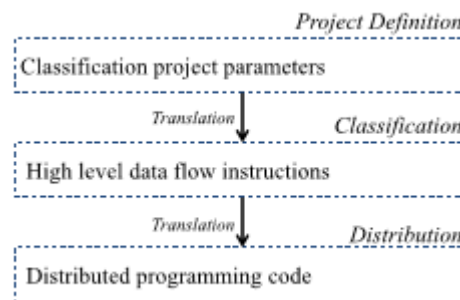 Project Definition
Classification project parameters
Translation
Classification
High level data flow instructions
Translation
Distribution
Distributed programming code